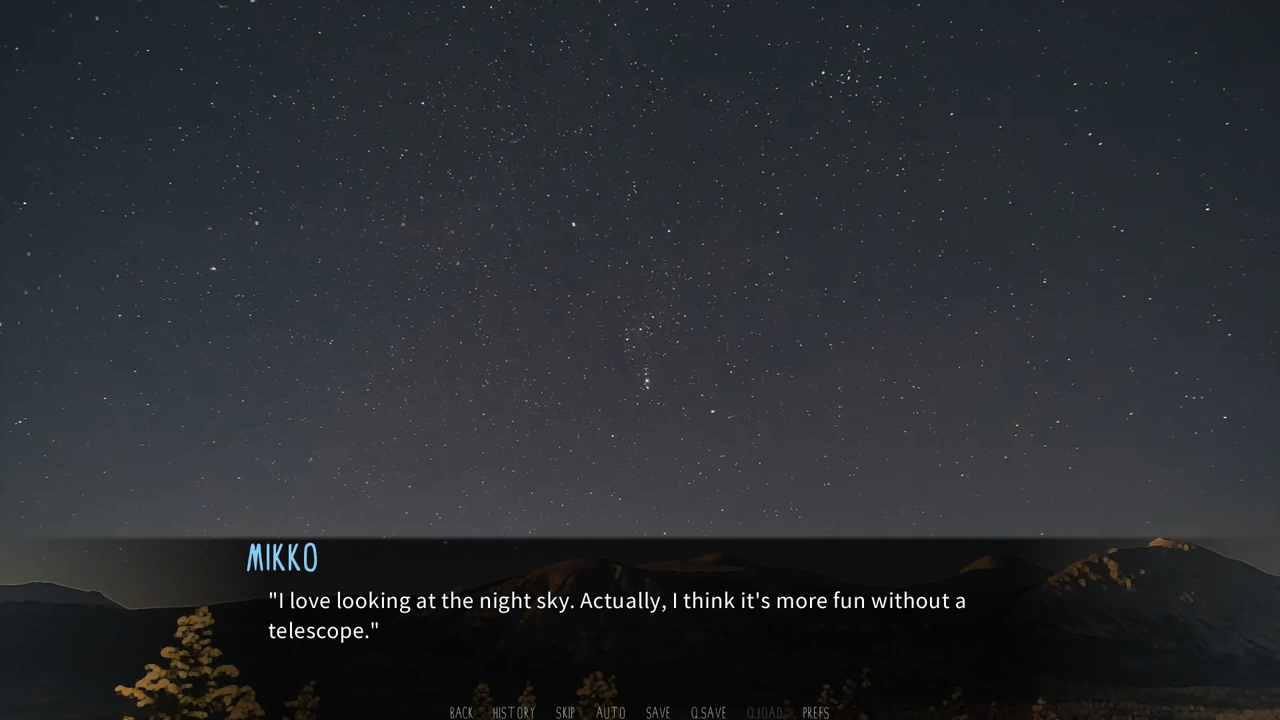 MIKKO
"I love looking at the night sky. Actually, I think it's more fun without a
telescope."
BACK HISTORY SKIP AUTO SAVE Q.SAVE Q.LOAD PREFS